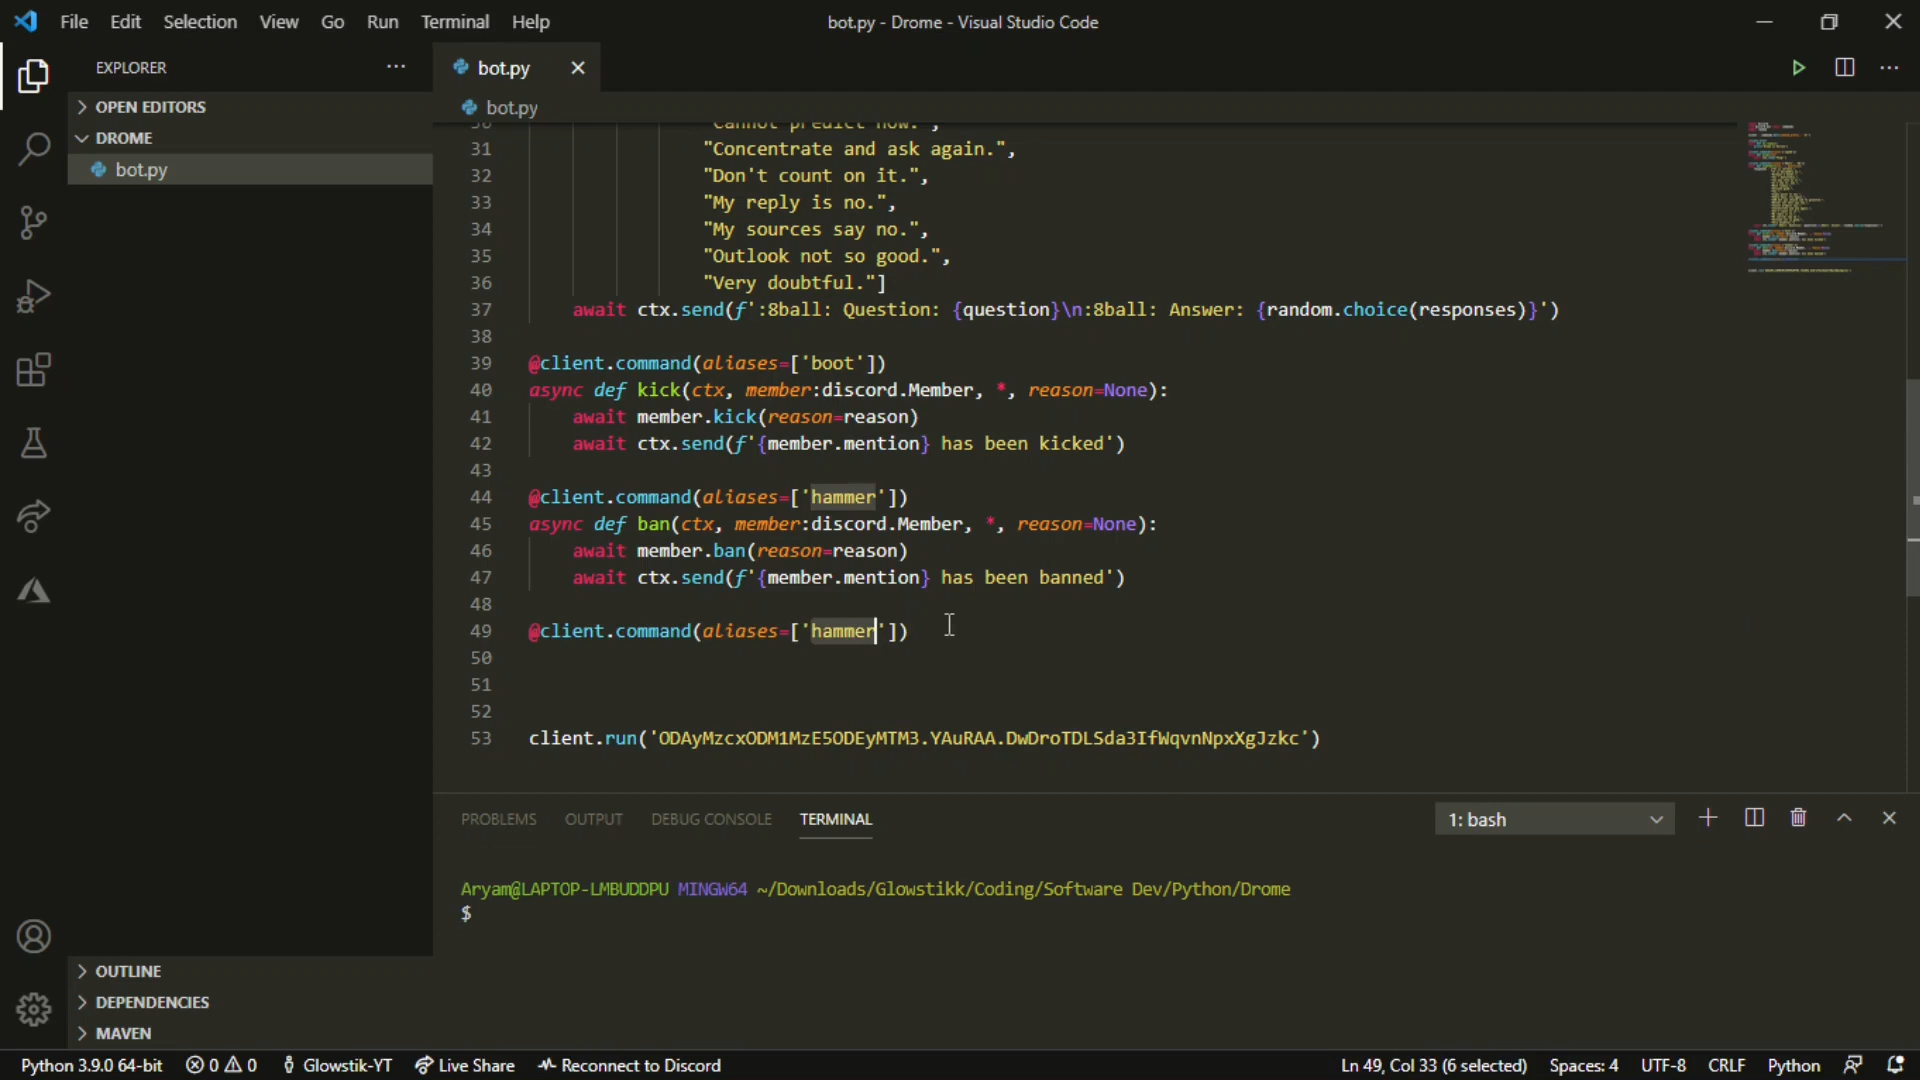 File Edit Selection View Go Run Terminal Help
bot.py - Drome - Visual Studio Code
EXPLORER
OPEN EDITORS
DROME
bot.py
bot.py
bot.py
30 "Cannot predict now.",
31 "Concentrate and ask again.",
32 "Don't count on it.",
33 "My reply is no.",
34 "My sources say no.",
35 "Outlook not so good.",
36 "Very doubtful."]
37 await ctx.send(f':8ball: Question: {question}\n:8ball: Answer: {random.choice(responses)}')
38
39 @client.command(aliases=['boot'])
40 async def kick(ctx, member:discord.Member, *, reason=None):
41 await member.kick(reason=reason)
42 await ctx.send(f'{member.mention} has been kicked')
43
44 @client.command(aliases=['hammer'])
45 async def ban(ctx, member:discord.Member, *, reason=None):
46 await member.ban(reason=reason)
47 await ctx.send(f'{member.mention} has been banned')
48
49 @client.command(aliases=['hammer'])
50
51
52
53 client.run('ODAyMzcxODM1MzE5ODEyMTM3.YAuRAA.DwDroTDLSda3IfWqvnNpxXgJzkc')
PROBLEMS OUTPUT DEBUG CONSOLE TERMINAL
1: bash
Aryam@LAPTOP-LMBUDDPU MINGW64 ~/Downloads/Glowstikk/Coding/Software Dev/Python/Drome
$
OUTLINE
DEPENDENCIES
MAVEN
Python 3.9.0 64-bit 0 0 Glowstik-YT Live Share Reconnect to Discord
Ln 49, Col 33 (6 selected) Spaces: 4 UTF-8 CRLF Python